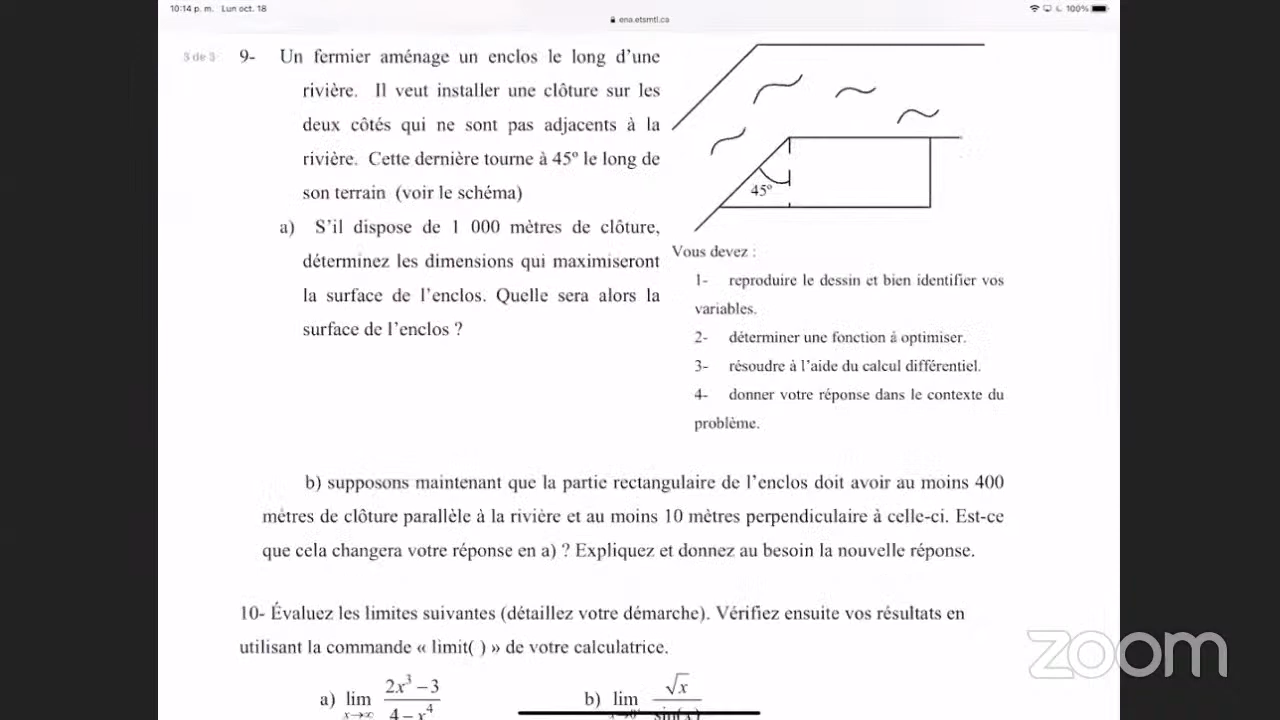 10:14 p. m. Lun oct. 18
ena.etsmtl.ca
100%
3 de 3
9- Un fermier aménage un enclos le long d’une
rivière. Il veut installer une clôture sur les
deux côtés qui ne sont pas adjacents à la
rivière. Cette dernière tourne à 45º le long de
son terrain (voir le schéma)
a) S’il dispose de 1 000 mètres de clôture,
déterminez les dimensions qui maximiseront
la surface de l’enclos. Quelle sera alors la
surface de l’enclos ?
45º
Vous devez :
1- reproduire le dessin et bien identifier vos
variables.
2- déterminer une fonction à optimiser.
3- résoudre à l’aide du calcul différentiel.
4- donner votre réponse dans le contexte du
problème.
b) supposons maintenant que la partie rectangulaire de l’enclos doit avoir au moins 400
mètres de clôture parallèle à la rivière et au moins 10 mètres perpendiculaire à celle-ci. Est-ce
que cela changera votre réponse en a) ? Expliquez et donnez au besoin la nouvelle réponse.
10- Évaluez les limites suivantes (détaillez votre démarche). Vérifiez ensuite vos résultats en
utilisant la commande « limit( ) » de votre calculatrice.
a) lim x→∞ 2x³ – 3
4 – x⁴
b) lim √x
sin(x)
zoom